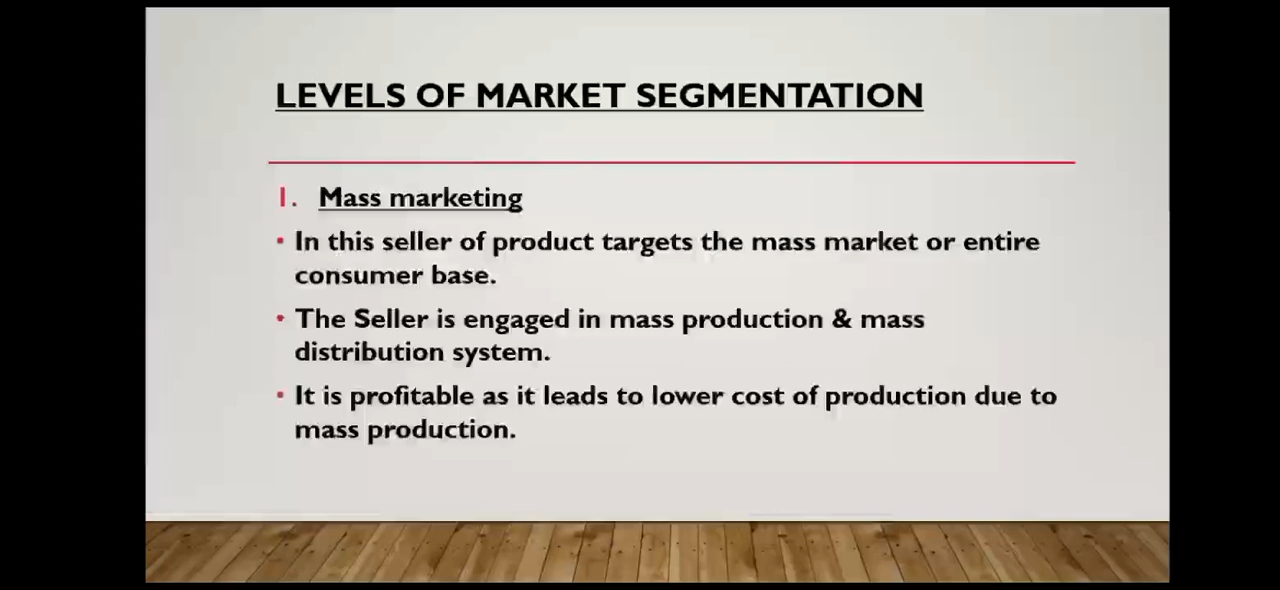 LEVELS OF MARKET SEGMENTATION
1. Mass marketing
• In this seller of product targets the mass market or entire
consumer base.
• The Seller is engaged in mass production & mass
distribution system.
• It is profitable as it leads to lower cost of production due to
mass production.